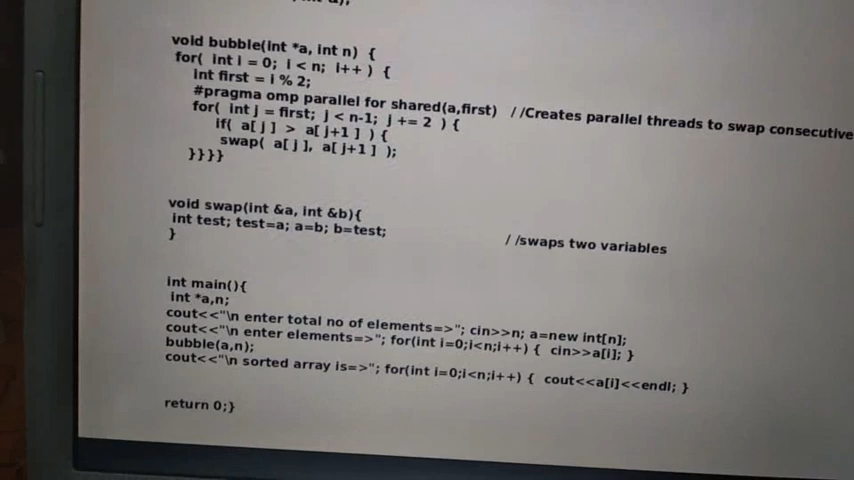 void bubble(int *a, int n) {
for( int i = 0; i < n; i++ ) {
int first = i % 2;
#pragma omp parallel for shared(a,first) //Creates parallel threads to swap consecutive
for( int j = first; j < n-1; j += 2 ) {
if( a[ j ] > a[ j+1 ] ) {
swap( a[ j ], a[ j+1 ] );
}}}}
void swap(int &a, int &b){
int test; test=a; a=b; b=test;
} //swaps two variables
int main(){
int *a,n;
cout<<"\n enter total no of elements=>"; cin>>n; a=new int[n];
cout<<"\n enter elements=>"; for(int i=0;i<n;i++) { cin>>a[i]; }
bubble(a,n);
cout<<"\n sorted array is=>"; for(int i=0;i<n;i++) { cout<<a[i]<<endl; }
return 0;}